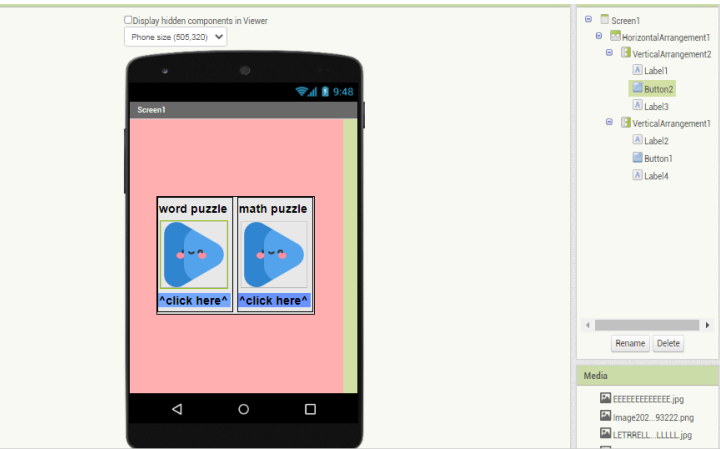 Display hidden components in Viewer
Phone size (505,320)
9:48
Screen1
word puzzle
math puzzle
^click here^
^click here^
Screen1
HorizontalArrangement1
VerticalArrangement2
Label1
Button2
Label3
VerticalArrangement1
Label2
Button1
Label4
Rename
Delete
Media
EEEEEEEEEEEEE.jpg
Image202...93222.png
LETRRELL...LLLLL.jpg